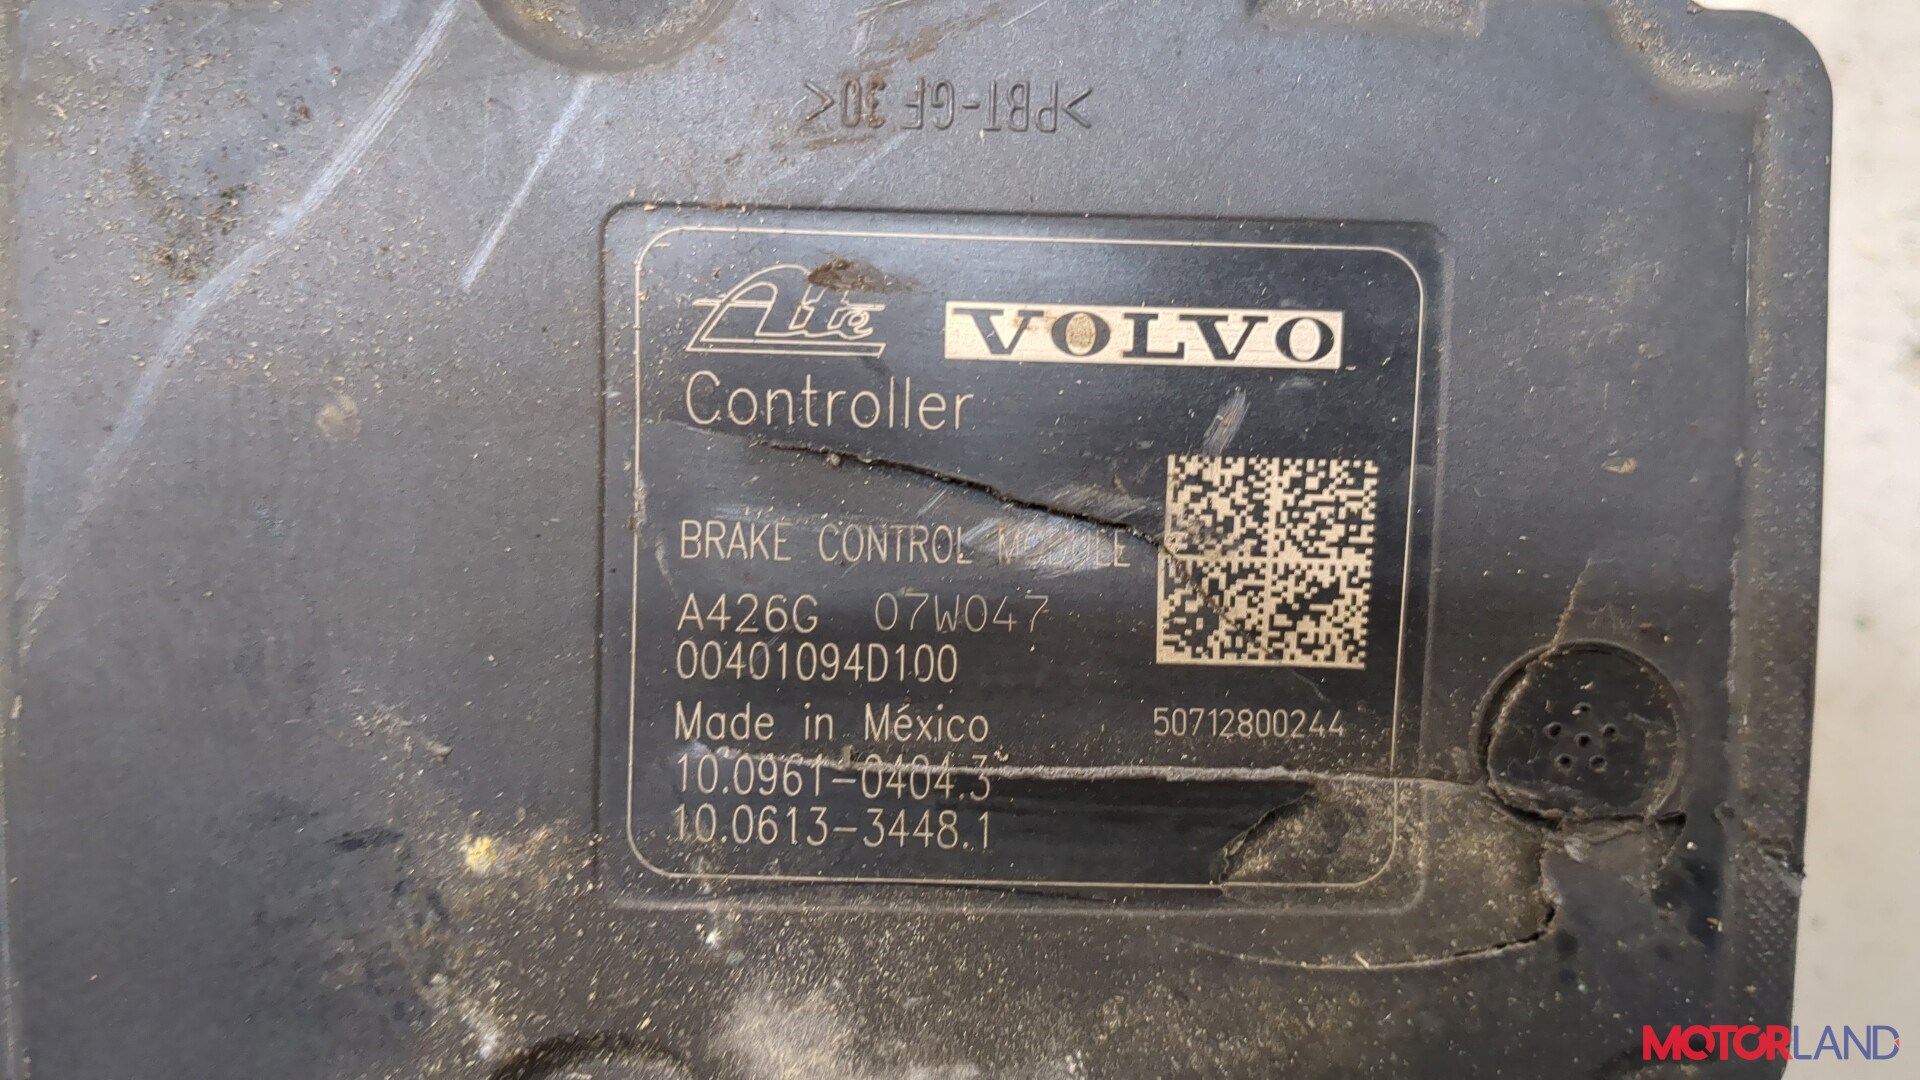 >PBT-GF 30<
Ate VOLVO
Controller
BRAKE CONTROL MODULE
A426G 07W047
00401094D100
Made in México 50712800244
10.0961-0404.3
10.0613-3448.1
MOTORLAND